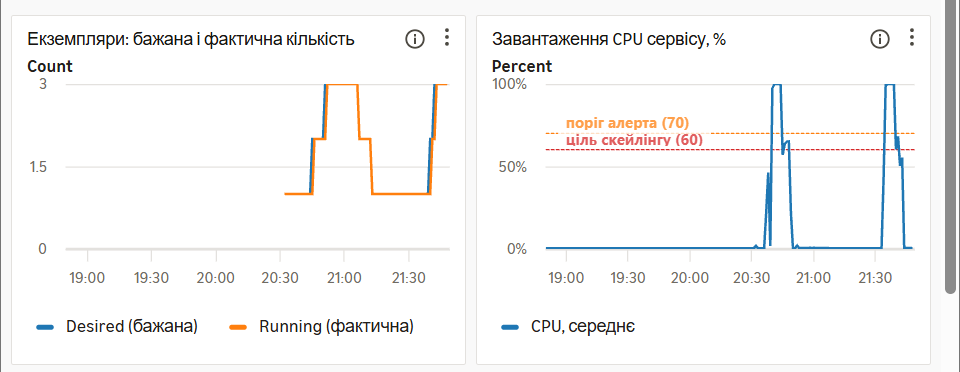 Екземпляри: бажана і фактична кількість
Count
3
1.5
0
19:00 19:30 20:00 20:30 21:00 21:30
Desired (бажана) Running (фактична)
Завантаження CPU сервісу, %
Percent
100%
поріг алерта (70)
ціль скейлінгу (60)
50%
0%
19:00 19:30 20:00 20:30 21:00 21:30
CPU, середнє